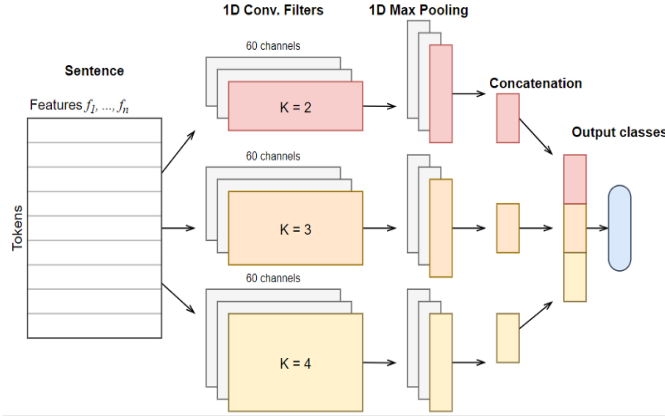 1D Conv. Filters
1D Max Pooling
60 channels
Sentence
Features f1, ..., fn
K = 2
Concatenation
Output classes
60 channels
Tokens
K = 3
60 channels
K = 4